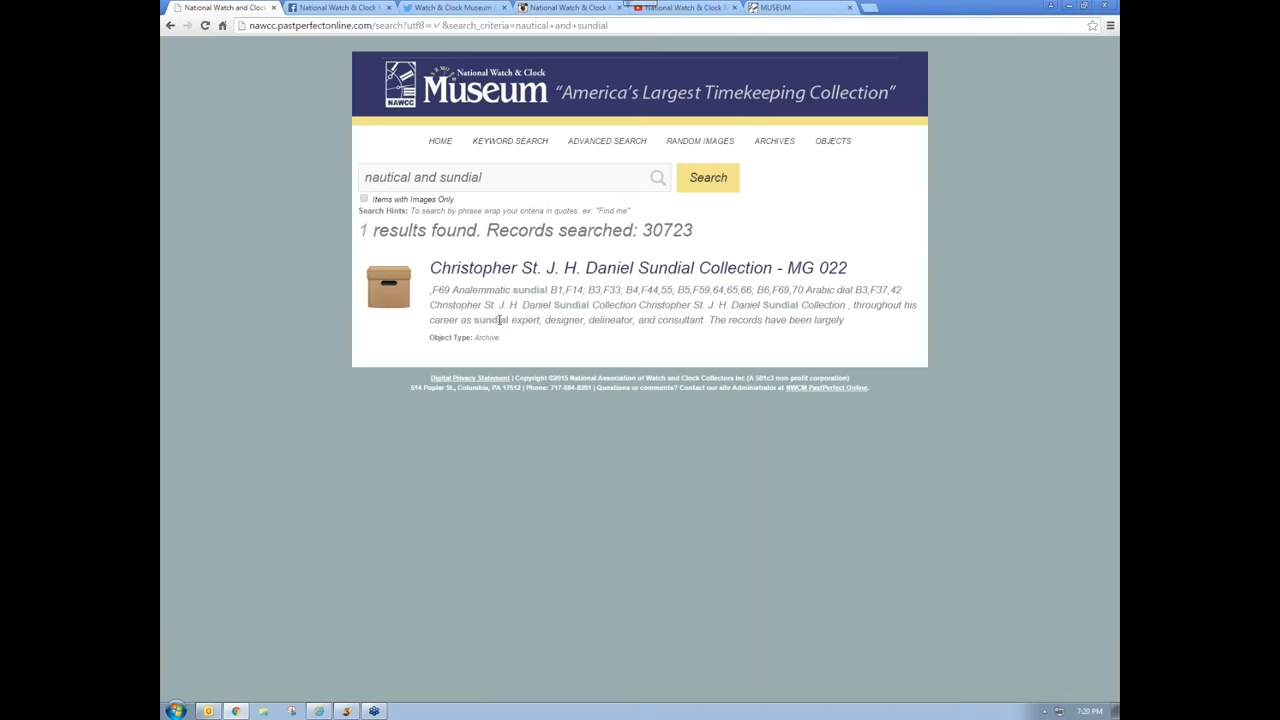 National Watch and Clock
National Watch & Clock M
Watch & Clock Museum
National Watch & Clock M
National Watch & Clock M
MUSEUM
nawcc.pastperfectonline.com/search?utf8=✓&search_criteria=nautical+and+sundial
NAWCC
National Watch & Clock
Museum
"America's Largest Timekeeping Collection"
HOME KEYWORD SEARCH ADVANCED SEARCH RANDOM IMAGES ARCHIVES OBJECTS
nautical and sundial
Search
Items with Images Only
Search Hints: To search by phrase wrap your criteria in quotes. ex: "Find me"
1 results found. Records searched: 30723
Christopher St. J. H. Daniel Sundial Collection - MG 022
,F69 Analemmatic sundial B1,F14; B3,F33; B4,F44,55; B5,F59,64,65,66; B6,F69,70 Arabic dial B3,F37,42
Christopher St. J. H. Daniel Sundial Collection Christopher St. J. H. Daniel Sundial Collection , throughout his
career as sundial expert, designer, delineator, and consultant. The records have been largely
Object Type: Archive
Digital Privacy Statement | Copyright ©2015 National Association of Watch and Clock Collectors Inc (A 501c3 non-profit corporation)
514 Poplar St., Columbia, PA 17512 | Phone: 717-684-8261 | Questions or comments? Contact our site Administrator at NWCM PastPerfect Online.
7:20 PM